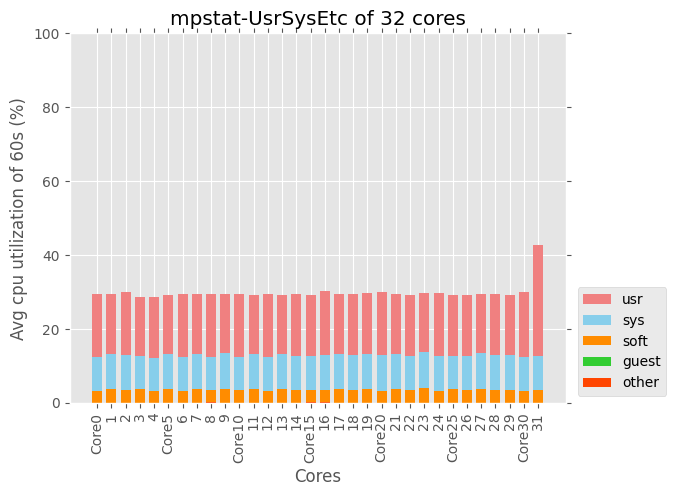 mpstat-UsrSysEtc of 32 cores
Avg cpu utilization of 60s (%)
100
80
60
40
20
0
Core0
1
2
3
4
Core5
6
7
8
9
Core10
11
12
13
14
Core15
16
17
18
19
Core20
21
22
23
24
Core25
26
27
28
29
Core30
31
Cores
usr
sys
soft
guest
other